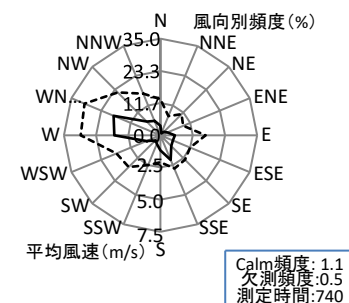 N
風向別頻度(%)
NNW
35.0
NNE
NW
23.3
NE
WN
11.7
ENE
W
0.0
E
WSW
2.5
ESE
SW
5.0
SE
SSW
SSE
平均風速(m/s)
7.5
S
Calm頻度: 1.1
欠測頻度:0.5
測定時間:740